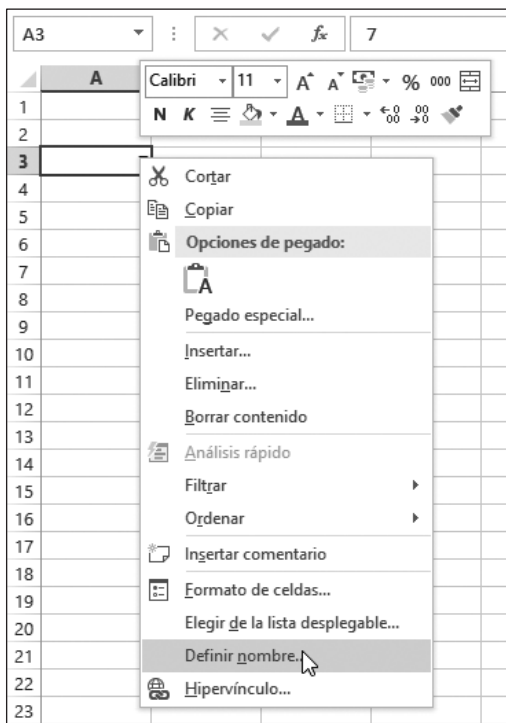 A3 fx 7
A
Calibri 11 A A % 000
1
N K A
2
3
Cortar
4
Copiar
5
6 Opciones de pegado:
7
A
8
Pegado especial...
9
10 Insertar...
11 Eliminar...
12 Borrar contenido
13
Análisis rápido
14
15 Filtrar
16 Ordenar
17 Insertar comentario
18
Formato de celdas...
19
20 Elegir de la lista desplegable...
21 Definir nombre...
22 Hipervínculo...
23